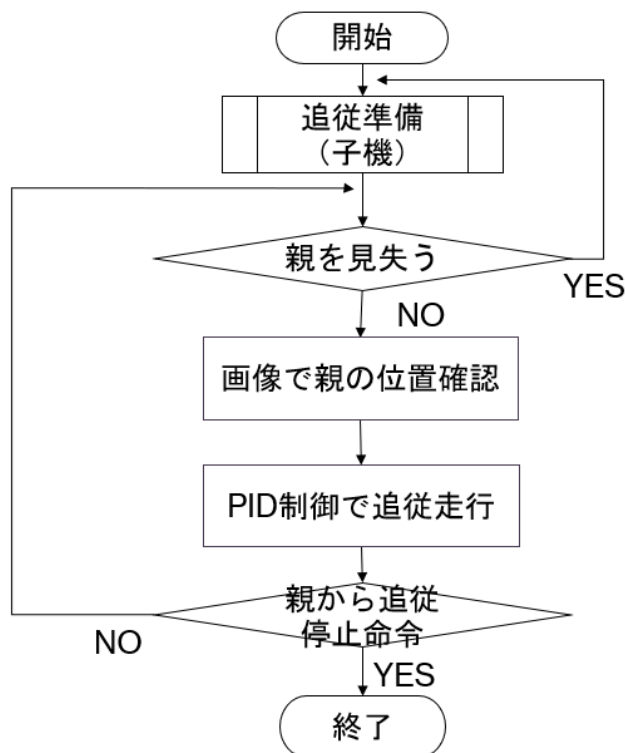 開始
追従準備
（子機）
親を見失う
YES
NO
画像で親の位置確認
PID制御で追従走行
親から追従
停止命令
NO
YES
終了